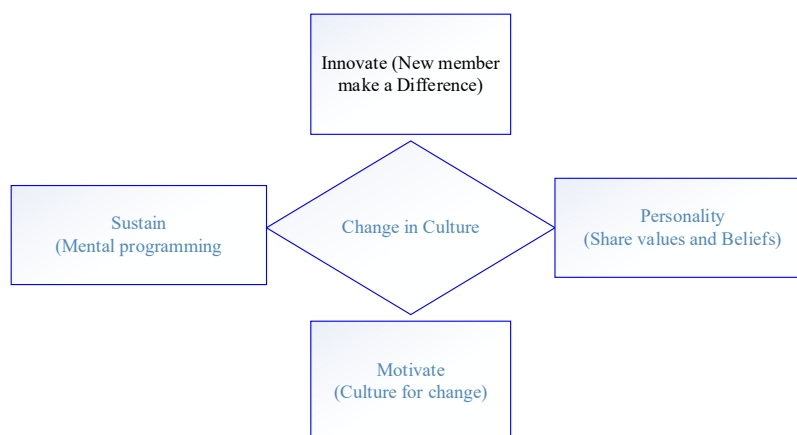 Innovate (New member
make a Difference)
Sustain
(Mental programming
Change in Culture
Personality
(Share values and Beliefs)
Motivate
(Culture for change)